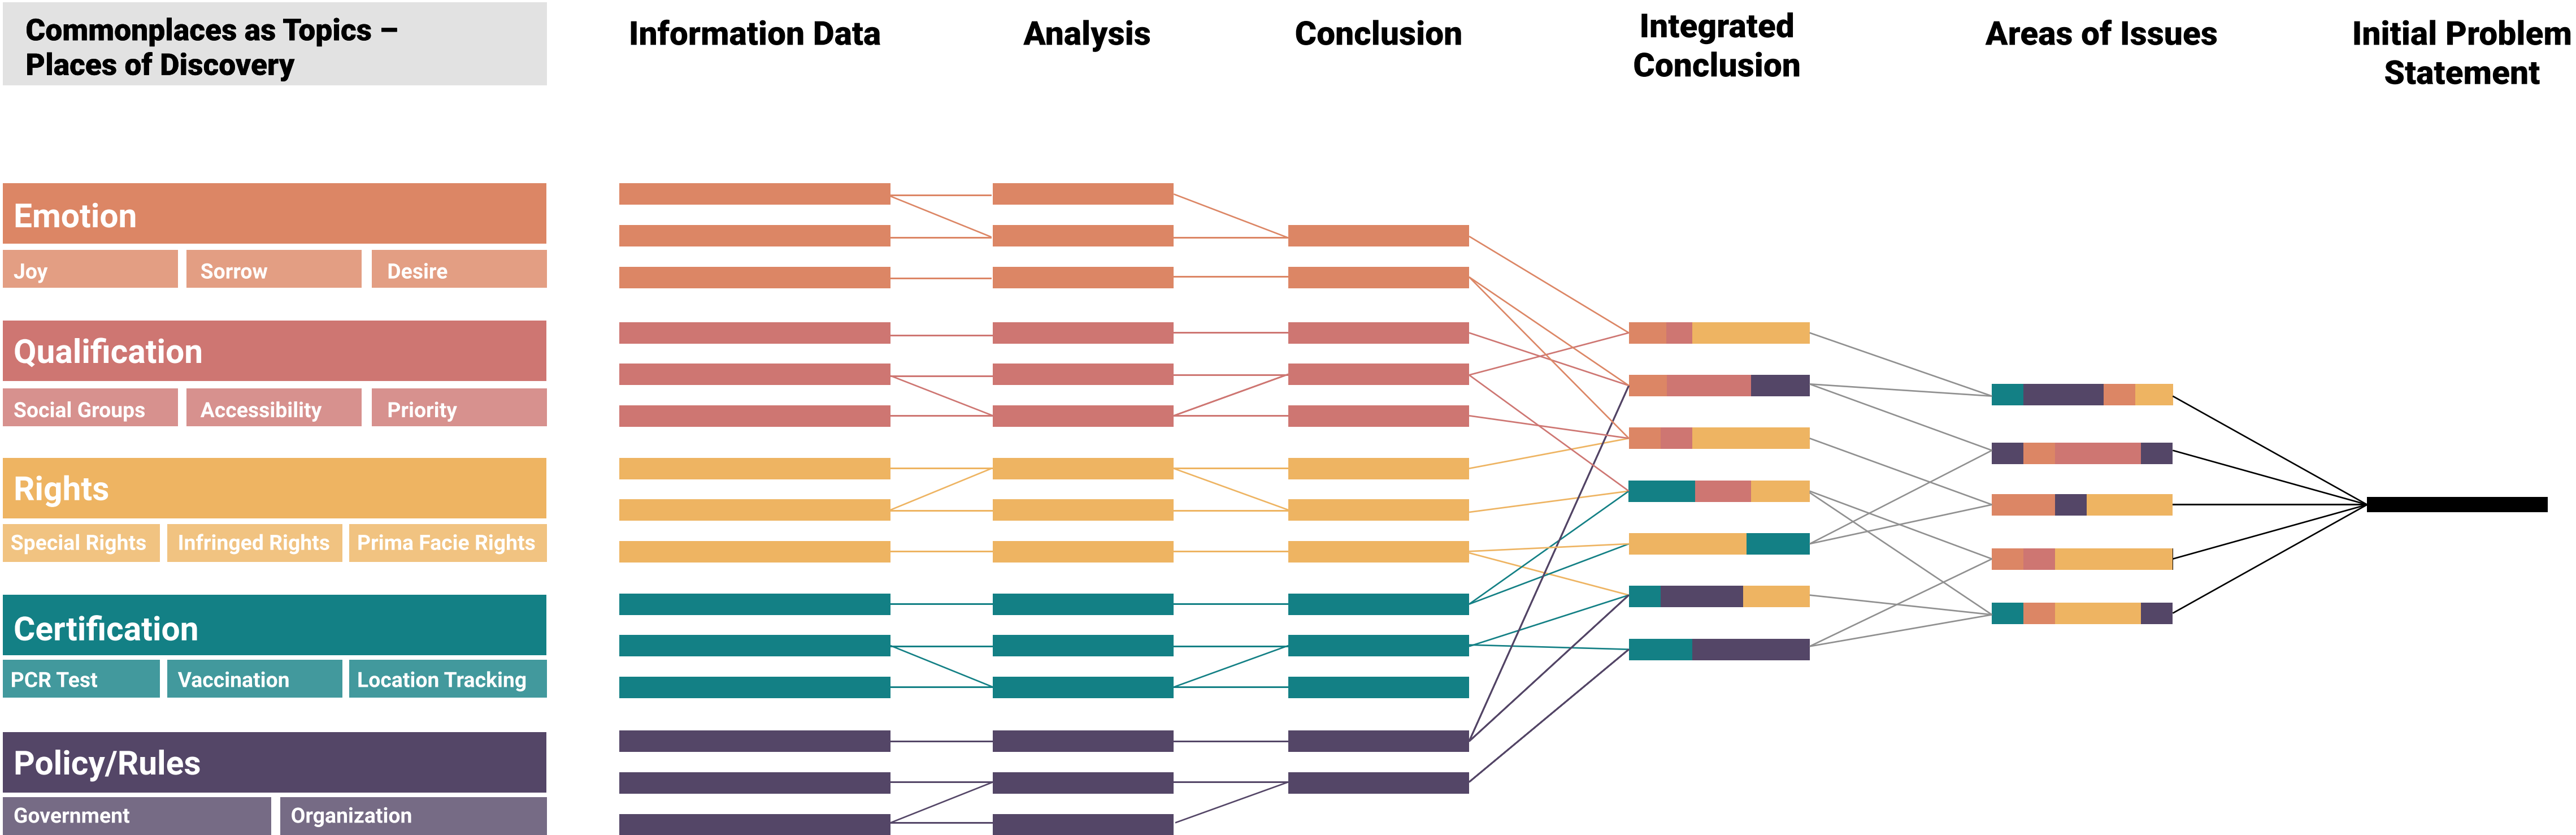 Commonplaces as Topics –
Places of Discovery
Information Data
Analysis
Conclusion
Integrated
Conclusion
Areas of Issues
Initial Problem
Statement
Emotion
Joy
Sorrow
Desire
Qualification
Social Groups
Accessibility
Priority
Rights
Special Rights
Infringed Rights
Prima Facie Rights
Certification
PCR Test
Vaccination
Location Tracking
Policy/Rules
Government
Organization